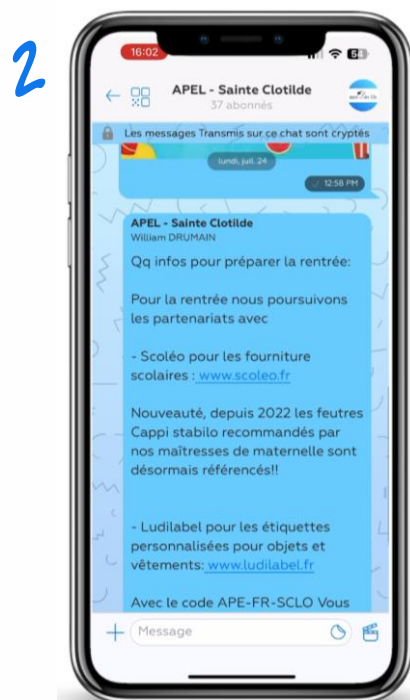 2
16:02
54
APEL - Sainte Clotilde
37 abonnés
Les messages Transmis sur ce chat sont cryptés
lundi, juil. 24
12:58 PM
APEL - Sainte Clotilde
William DRUMAIN
Qq infos pour préparer la rentrée:
Pour la rentrée nous poursuivons
les partenariats avec
- Scoléo pour les fourniture
scolaires : www.scoleo.fr
Nouveauté, depuis 2022 les feutres
Cappi stabilo recommandés par
nos maîtresses de maternelle sont
désormais référencés!!
- Ludilabel pour les étiquettes
personnalisées pour objets et
vêtements: www.ludilabel.fr
Avec le code APE-FR-SCLO Vous
Message